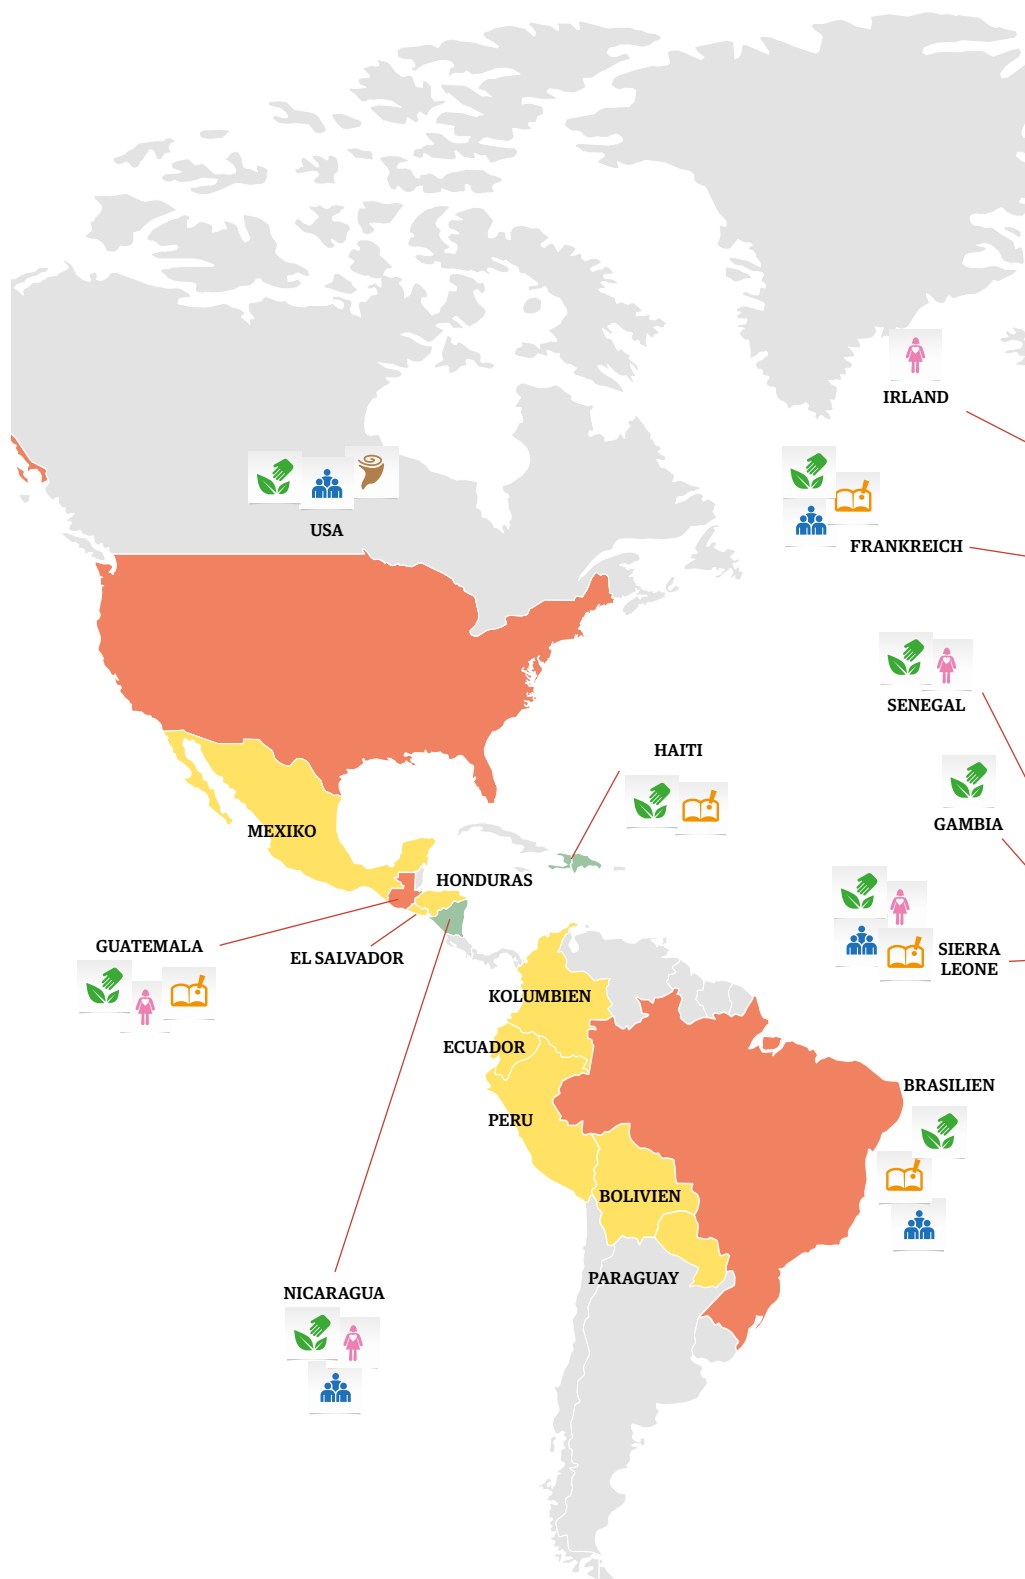 IRLAND
USA
FRANKREICH
SENEGAL
HAITI
GAMBIA
MEXIKO
HONDURAS
GUATEMALA
EL SALVADOR
SIERRA
LEONE
KOLUMBIEN
ECUADOR
BRASILIEN
PERU
BOLIVIEN
PARAGUAY
NICARAGUA